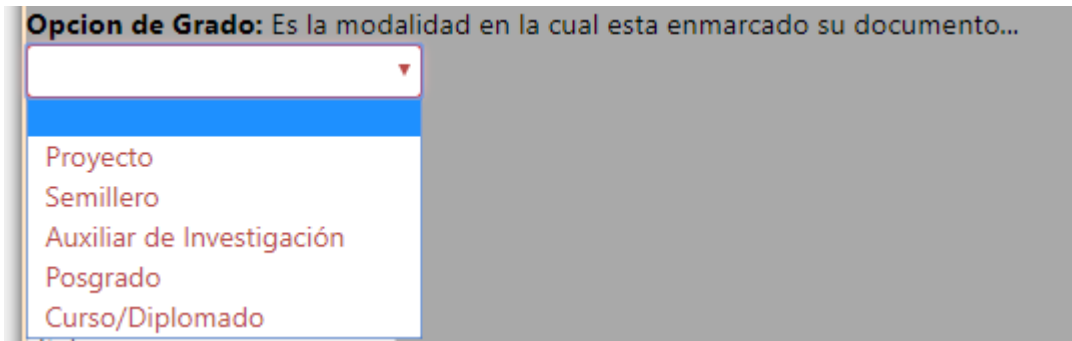 Opcion de Grado: Es la modalidad en la cual esta enmarcado su documento...
Proyecto
Semillero
Auxiliar de Investigación
Posgrado
Curso/Diplomado